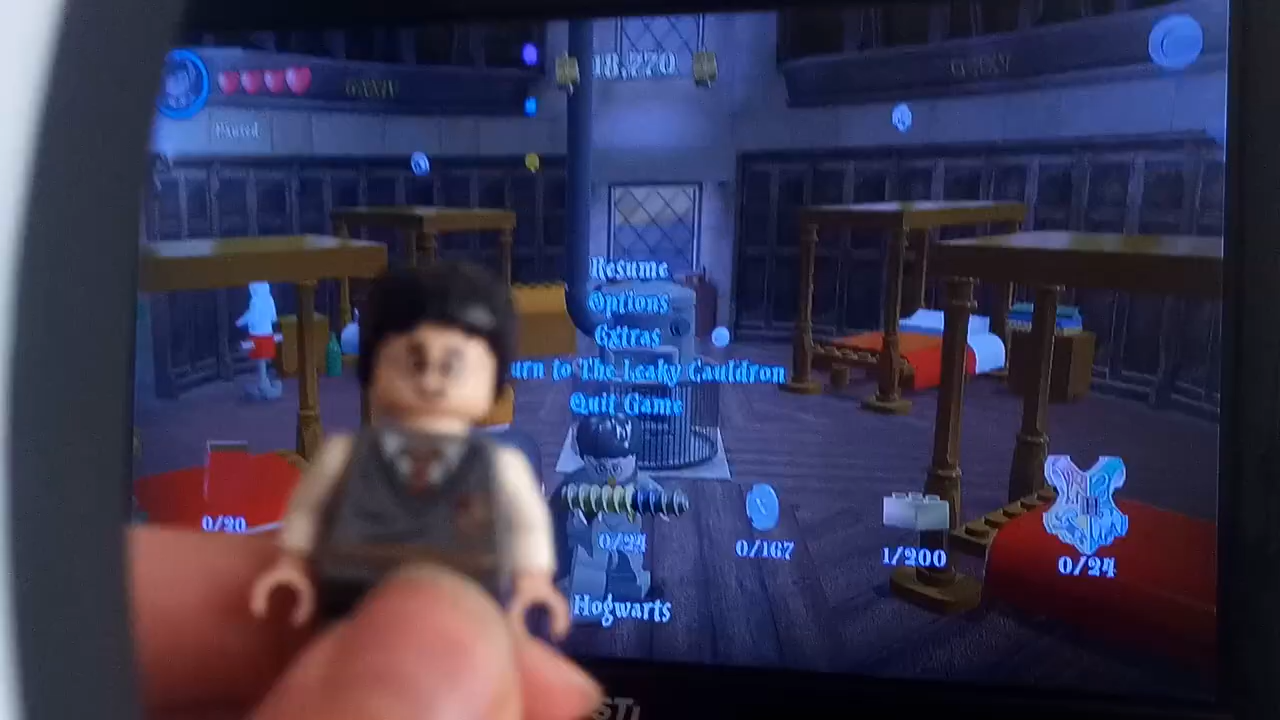 18,770
Paused
Resume
Options
Extras
urn to The Leaky Cauldron
Quit Game
0/20
0/24
0/167
1/200
0/24
Hogwarts